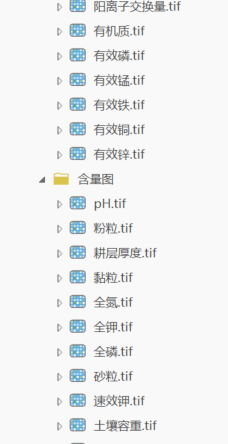 阳离子交换量.tif
有机质.tif
有效磷.tif
有效锰.tif
有效铁.tif
有效铜.tif
有效锌.tif
含量图
pH.tif
粉粒.tif
耕层厚度.tif
黏粒.tif
全氮.tif
全钾.tif
全磷.tif
砂粒.tif
速效钾.tif
土壤容重.tif